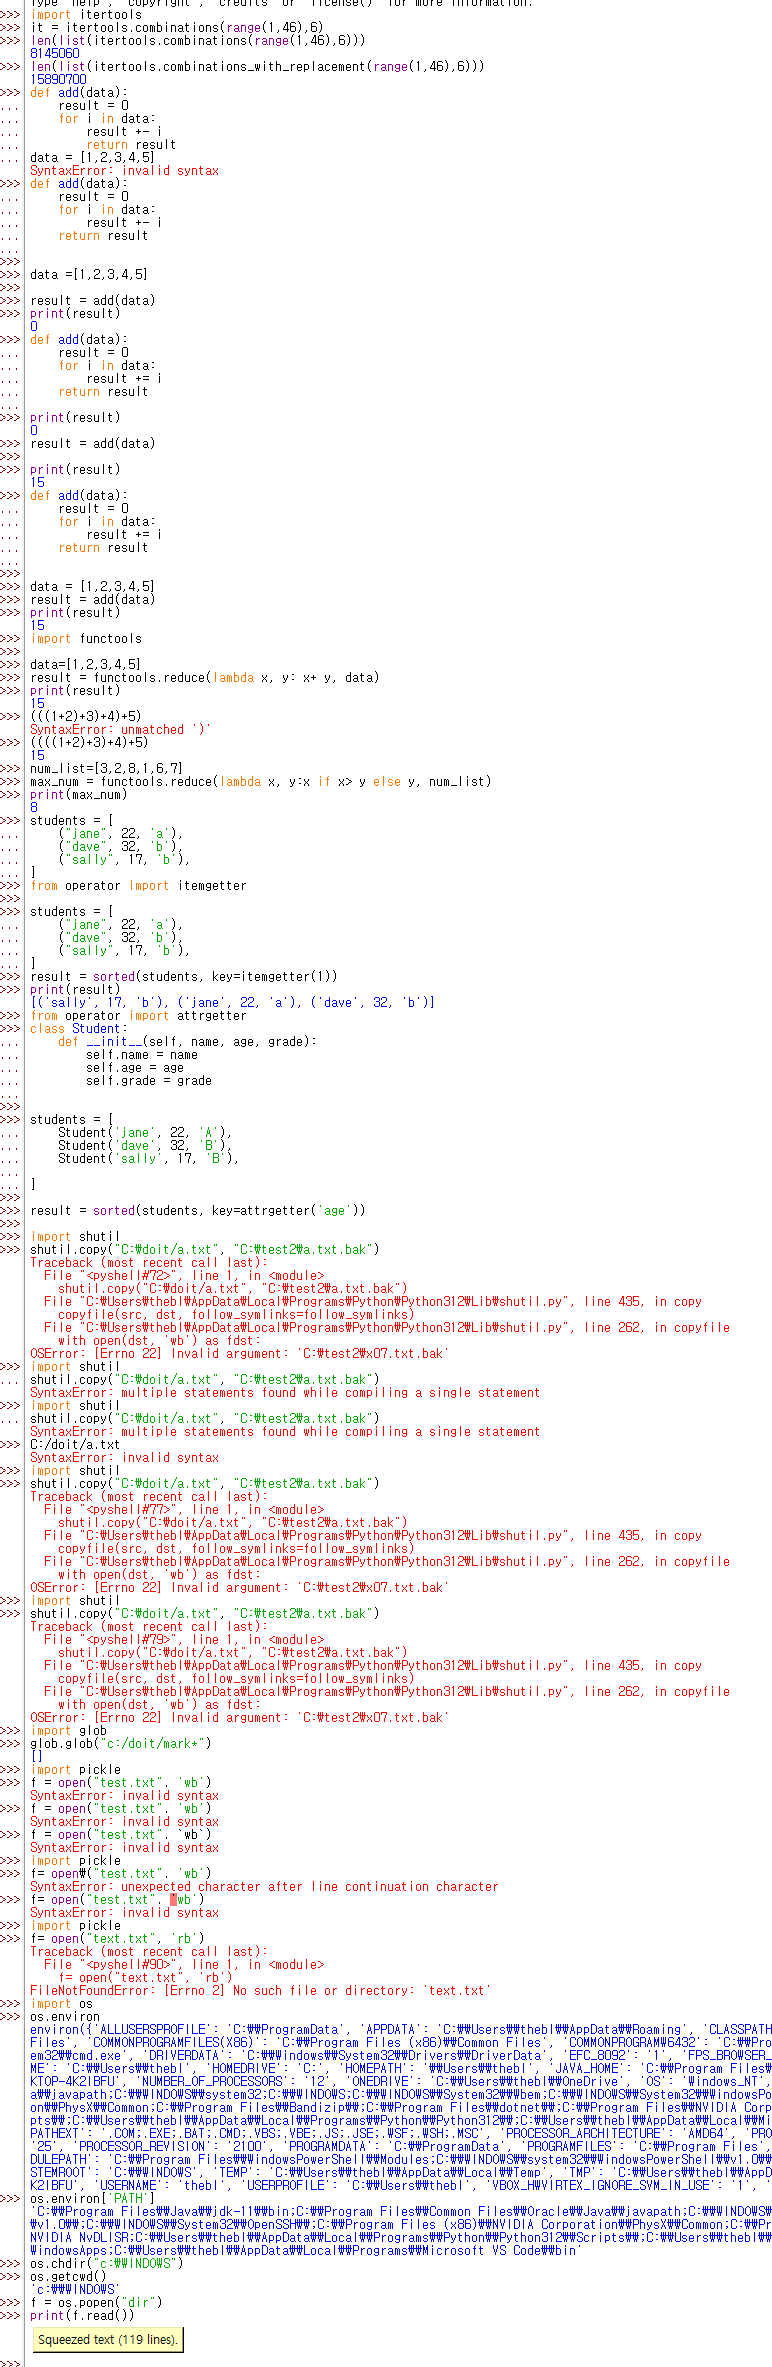 Type "help", "copyright", "credits" or "license()" for more information.
>>> import itertools
>>> it = itertools.combinations(range(1,46),6)
>>> len(list(itertools.combinations(range(1,46),6)))
8145060
>>> len(list(itertools.combinations_with_replacement(range(1,46),6)))
15890700
>>> def add(data):
...     result = 0
...     for i in data:
...         result +- i
...         return result
... data = [1,2,3,4,5]
SyntaxError: invalid syntax
>>> def add(data):
...     result = 0
...     for i in data:
...         result +- i
...     return result
...
>>>
>>> data =[1,2,3,4,5]
>>>
>>> result = add(data)
>>> print(result)
0
>>> def add(data):
...     result = 0
...     for i in data:
...         result += i
...     return result
...
>>> print(result)
0
>>> result = add(data)
>>>
>>> print(result)
15
>>> def add(data):
...     result = 0
...     for i in data:
...         result += i
...     return result
...
>>>
>>> data = [1,2,3,4,5]
>>> result = add(data)
>>> print(result)
15
>>> import functools
>>>
>>> data=[1,2,3,4,5]
>>> result = functools.reduce(lambda x, y: x+ y, data)
>>> print(result)
15
>>> (((1+2)+3)+4)+5)
SyntaxError: unmatched ')'
>>> ((((1+2)+3)+4)+5)
15
>>> num_list=[3,2,8,1,6,7]
>>> max_num = functools.reduce(lambda x, y:x if x> y else y, num_list)
>>> print(max_num)
8
>>> students = [
...     ("jane", 22, 'a'),
...     ("dave", 32, 'b'),
...     ("sally", 17, 'b'),
... ]
>>> from operator import itemgetter
>>>
>>> students = [
...     ("jane", 22, 'a'),
...     ("dave", 32, 'b'),
...     ("sally", 17, 'b'),
... ]
>>> result = sorted(students, key=itemgetter(1))
>>> print(result)
[('sally', 17, 'b'), ('jane', 22, 'a'), ('dave', 32, 'b')]
>>> from operator import attrgetter
>>> class Student:
...     def __init__(self, name, age, grade):
...         self.name = name
...         self.age = age
...         self.grade = grade
...
>>>
>>> students = [
...     Student('jane', 22, 'A'),
...     Student('dave', 32, 'B'),
...     Student('sally', 17, 'B'),
...
... ]
>>>
>>> result = sorted(students, key=attrgetter('age'))
>>>
>>> import shutil
>>> shutil.copy("C:₩doit/a.txt", "C:₩test2₩a.txt.bak")
Traceback (most recent call last):
  File "<pyshell#72>", line 1, in <module>
    shutil.copy("C:₩doit/a.txt", "C:₩test2₩a.txt.bak")
  File "C:₩Users₩thebl₩AppData₩Local₩Programs₩Python₩Python312₩Lib₩shutil.py", line 435, in copy
    copyfile(src, dst, follow_symlinks=follow_symlinks)
  File "C:₩Users₩thebl₩AppData₩Local₩Programs₩Python₩Python312₩Lib₩shutil.py", line 262, in copyfile
    with open(dst, 'wb') as fdst:
OSError: [Errno 22] Invalid argument: 'C:₩test2₩x07.txt.bak'
>>> import shutil
... shutil.copy("C:₩doit/a.txt", "C:₩test2₩a.txt.bak")
SyntaxError: multiple statements found while compiling a single statement
>>> import shutil
... shutil.copy("C:₩doit/a.txt", "C:₩test2₩a.txt.bak")
SyntaxError: multiple statements found while compiling a single statement
>>> C:/doit/a.txt
SyntaxError: invalid syntax
>>> import shutil
>>> shutil.copy("C:₩doit/a.txt", "C:₩test2₩a.txt.bak")
Traceback (most recent call last):
  File "<pyshell#77>", line 1, in <module>
    shutil.copy("C:₩doit/a.txt", "C:₩test2₩a.txt.bak")
  File "C:₩Users₩thebl₩AppData₩Local₩Programs₩Python₩Python312₩Lib₩shutil.py", line 435, in copy
    copyfile(src, dst, follow_symlinks=follow_symlinks)
  File "C:₩Users₩thebl₩AppData₩Local₩Programs₩Python₩Python312₩Lib₩shutil.py", line 262, in copyfile
    with open(dst, 'wb') as fdst:
OSError: [Errno 22] Invalid argument: 'C:₩test2₩x07.txt.bak'
>>> import shutil
>>> shutil.copy("C:₩doit/a.txt", "C:₩test2₩a.txt.bak")
Traceback (most recent call last):
  File "<pyshell#79>", line 1, in <module>
    shutil.copy("C:₩doit/a.txt", "C:₩test2₩a.txt.bak")
  File "C:₩Users₩thebl₩AppData₩Local₩Programs₩Python₩Python312₩Lib₩shutil.py", line 435, in copy
    copyfile(src, dst, follow_symlinks=follow_symlinks)
  File "C:₩Users₩thebl₩AppData₩Local₩Programs₩Python₩Python312₩Lib₩shutil.py", line 262, in copyfile
    with open(dst, 'wb') as fdst:
OSError: [Errno 22] Invalid argument: 'C:₩test2₩x07.txt.bak'
>>> import glob
>>> glob.glob("c:/doit/mark*")
[]
>>> import pickle
>>> f = open("test.txt". 'wb')
SyntaxError: invalid syntax
>>> f = open("test.txt". 'wb')
SyntaxError: invalid syntax
>>> f = open("test.txt". `wb`)
SyntaxError: invalid syntax
>>> import pickle
>>> f= open₩("test.txt". 'wb')
SyntaxError: unexpected character after line continuation character
>>> f= open("test.txt". 'wb')
SyntaxError: invalid syntax
>>> import pickle
>>> f= open("text.txt", 'rb')
Traceback (most recent call last):
  File "<pyshell#90>", line 1, in <module>
    f= open("text.txt", 'rb')
FileNotFoundError: [Errno 2] No such file or directory: 'text.txt'
>>> import os
>>> os.environ
environ({'ALLUSERSPROFILE': 'C:₩₩ProgramData', 'APPDATA': 'C:₩₩Users₩₩thebl₩₩AppData₩₩Roaming', 'CLASSPATH
Files', 'COMMONPROGRAMFILES(X86)': 'C:₩₩Program Files (x86)₩₩Common Files', 'COMMONPROGRAMW6432': 'C:₩₩Pro
em32₩₩cmd.exe', 'DRIVERDATA': 'C:₩₩Windows₩₩System32₩₩Drivers₩₩DriverData', 'EFC_8092': '1', 'FPS_BROWSER_
ME': 'C:₩₩Users₩₩thebl', 'HOMEDRIVE': 'C:', 'HOMEPATH': '₩₩Users₩₩thebl', 'JAVA_HOME': 'C:₩₩Program Files₩
KTOP-4K2IBFU', 'NUMBER_OF_PROCESSORS': '12', 'ONEDRIVE': 'C:₩₩Users₩₩thebl₩₩OneDrive', 'OS': 'Windows_NT',
a₩₩javapath;C:₩₩WINDOWS₩₩system32;C:₩₩WINDOWS;C:₩₩WINDOWS₩₩System32₩₩Wbem;C:₩₩WINDOWS₩₩System32₩₩WindowsPo
on₩₩PhysX₩₩Common;C:₩₩Program Files₩₩Bandizip₩₩;C:₩₩Program Files₩₩dotnet₩₩;C:₩₩Program Files₩₩NVIDIA Corp
pts₩₩;C:₩₩Users₩₩thebl₩₩AppData₩₩Local₩₩Programs₩₩Python₩₩Python312₩₩;C:₩₩Users₩₩thebl₩₩AppData₩₩Local₩₩Mi
PATHEXT': '.COM;.EXE;.BAT;.CMD;.VBS;.VBE;.JS;.JSE;.WSF;.WSH;.MSC', 'PROCESSOR_ARCHITECTURE': 'AMD64', 'PRO
'25', 'PROCESSOR_REVISION': '2100', 'PROGRAMDATA': 'C:₩₩ProgramData', 'PROGRAMFILES': 'C:₩₩Program Files',
DULEPATH': 'C:₩₩Program Files₩₩WindowsPowerShell₩₩Modules;C:₩₩WINDOWS₩₩system32₩₩WindowsPowerShell₩₩v1.0₩₩
STEMROOT': 'C:₩₩WINDOWS', 'TEMP': 'C:₩₩Users₩₩thebl₩₩AppData₩₩Local₩₩Temp', 'TMP': 'C:₩₩Users₩₩thebl₩₩AppD
K2IBFU', 'USERNAME': 'thebl', 'USERPROFILE': 'C:₩₩Users₩₩thebl', 'VBOX_HWVIRTEX_IGNORE_SVM_IN_USE': '1', '
>>> os.environ['PATH']
'C:₩₩Program Files₩₩Java₩₩jdk-11₩₩bin;C:₩₩Program Files₩₩Common Files₩₩Oracle₩₩Java₩₩javapath;C:₩₩WINDOWS₩
₩v1.0₩₩;C:₩₩WINDOWS₩₩System32₩₩OpenSSH₩₩;C:₩₩Program Files (x86)₩₩NVIDIA Corporation₩₩PhysX₩₩Common;C:₩₩Pr
NVIDIA NvDLISR;C:₩₩Users₩₩thebl₩₩AppData₩₩Local₩₩Programs₩₩Python₩₩Python312₩₩Scripts₩₩;C:₩₩Users₩₩thebl₩₩
WindowsApps;C:₩₩Users₩₩thebl₩₩AppData₩₩Local₩₩Programs₩₩Microsoft VS Code₩₩bin'
>>> os.chdir("c:₩WINDOWS")
>>> os.getcwd()
'c:₩₩WINDOWS'
>>> f = os.popen("dir")
>>> print(f.read())
Squeezed text (119 lines).
>>>